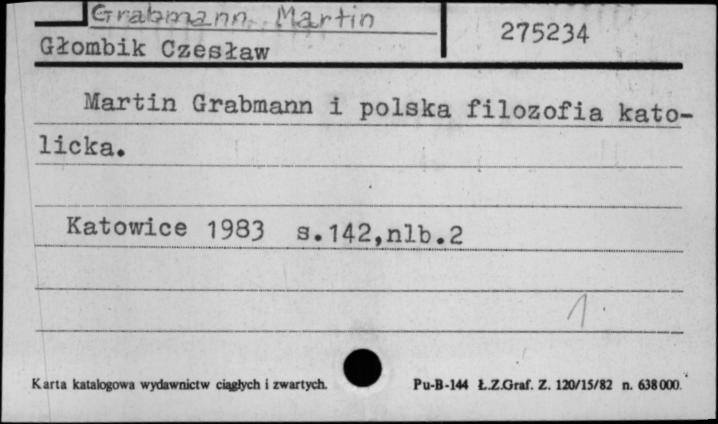 Grabmann, Martin
275234
Głombik Czesław
Martin Grabmann i polska filozofia kato-
licka.
Katowice 1983 s.142,nlb.2
1
Karta katalogowa wydawnictw ciągłych i zwartych.
Pu-B-144 Ł.Z.Graf. Z. 120/15/82 n. 638000.